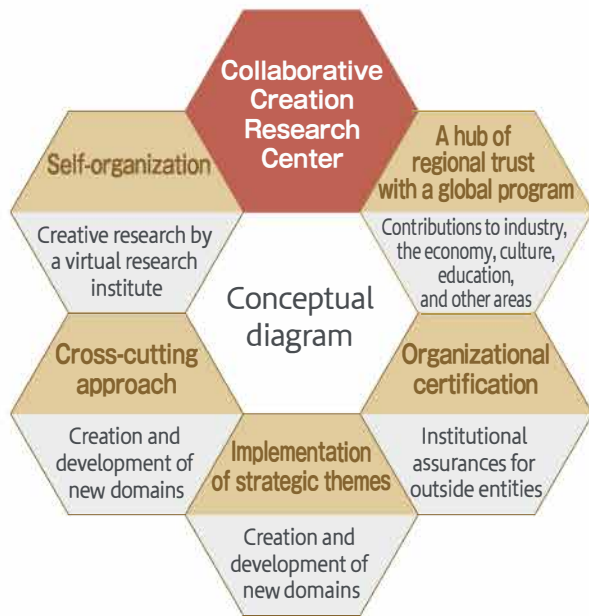 Collaborative
Creation
Research
Center
A hub of
regional trust
with a global program
Contributions to industry,
the economy, culture,
education,
and other areas
Organizational
certification
Institutional
assurances for
outside entities
Implementation
of strategic themes
Creation and
development of
new domains
Cross-cutting
approach
Creation and
development of
new domains
Self-organization
Creative research by
a virtual research
institute
Conceptual
diagram